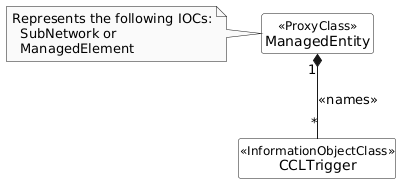 Represents the following IOCs:
SubNetwork or
ManagedElement
«ProxyClass»
ManagedEntity
1
«names»
*
«InformationObjectClass»
CCLTrigger